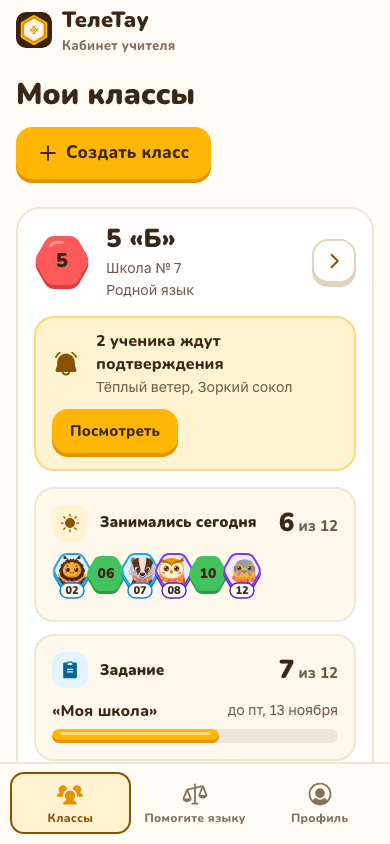 ТелеТау
Кабинет учителя
Мои классы
Создать класс
5
5 «Б»
Школа № 7
Родной язык
2 ученика ждут
подтверждения
Тёплый ветер, Зоркий сокол
Посмотреть
Занимались сегодня
6 из 12
06
10
02
07
08
12
Задание
7 из 12
«Моя школа»
до пт, 13 ноября
Классы
Помогите языку
Профиль